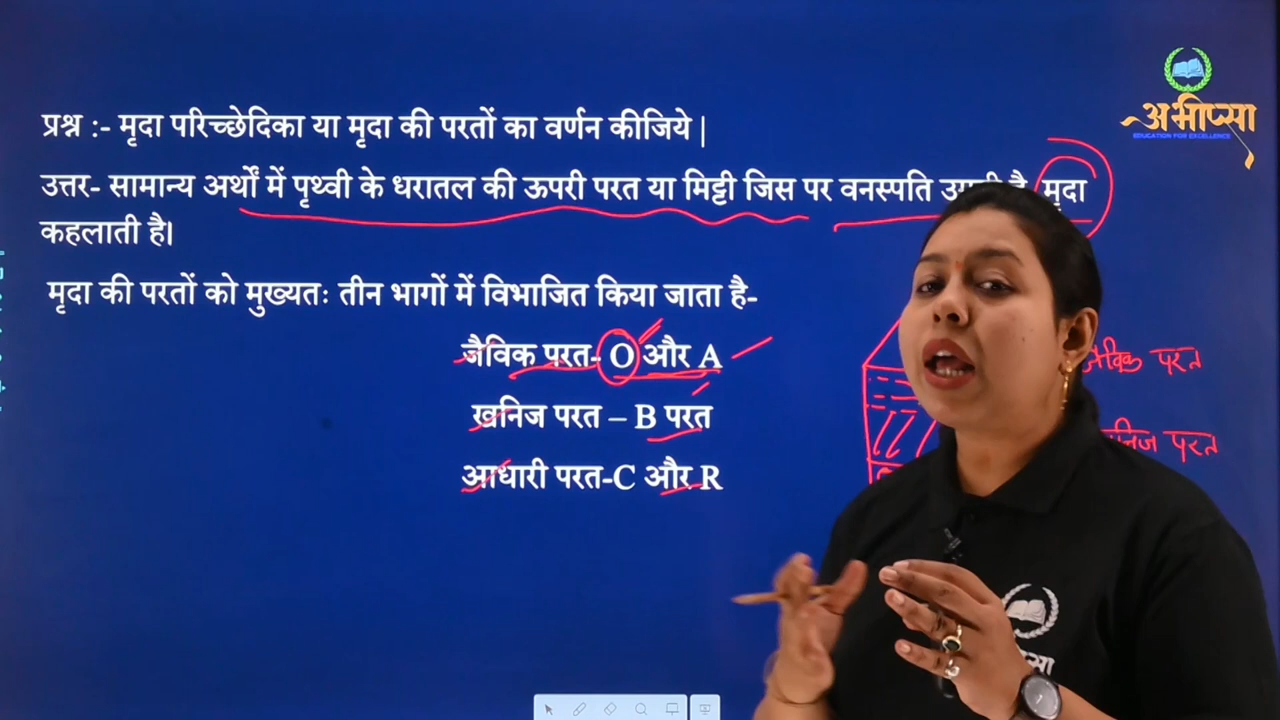 अभीप्सा
EDUCATION FOR EXCELLENCE
प्रश्न :- मृदा परिच्छेदिका या मृदा की परतों का वर्णन कीजिये |
उत्तर- सामान्य अर्थों में पृथ्वी के धरातल की ऊपरी परत या मिट्टी जिस पर वनस्पति है मृदा
कहलाती है।
मृदा की परतों को मुख्यतः तीन भागों में विभाजित किया जाता है-
जैविक परत- O और A
खनिज परत – B परत
आधारी परत-C और R
जैविक परत
परत